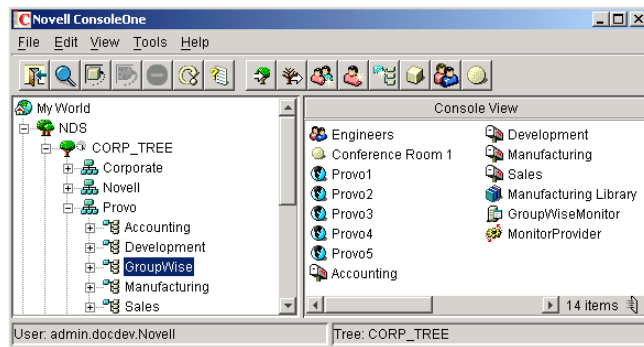 Novell ConsoleOne
File Edit View Tools Help
My World
NDS
CORP_TREE
Corporate
Novell
Provo
Accounting
Development
GroupWise
Manufacturing
Sales
Console View
Engineers
Conference Room 1
Provo1
Provo2
Provo3
Provo4
Provo5
Accounting
Development
Manufacturing
Sales
Manufacturing Library
GroupWiseMonitor
MonitorProvider
14 items
User: admin.docdev.Novell
Tree: CORP_TREE